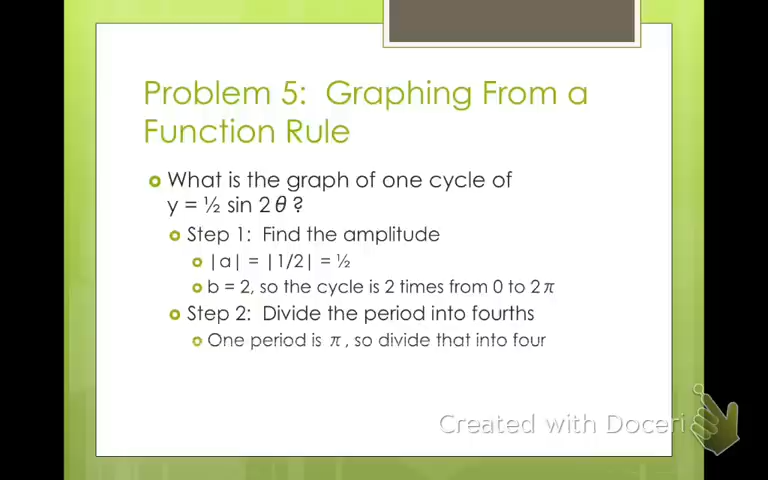 Problem 5: Graphing From a
Function Rule
What is the graph of one cycle of
y = ½ sin 2θ?
Step 1: Find the amplitude
|a| = |1/2| = ½
b = 2, so the cycle is 2 times from 0 to 2π
Step 2: Divide the period into fourths
One period is π, so divide that into four
Created with Doceri